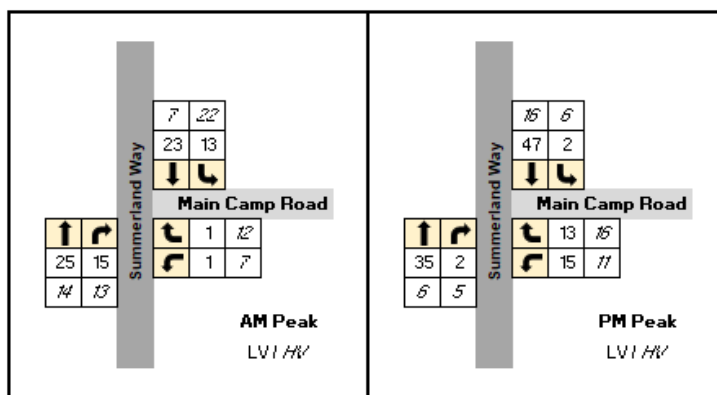 7 22
23 13
Summerland Way
Main Camp Road
1 12
25 15
1 7
14 13
AM Peak
LV / HV
16 6
47 2
Summerland Way
Main Camp Road
13 16
35 2
15 11
6 5
PM Peak
LV / HV